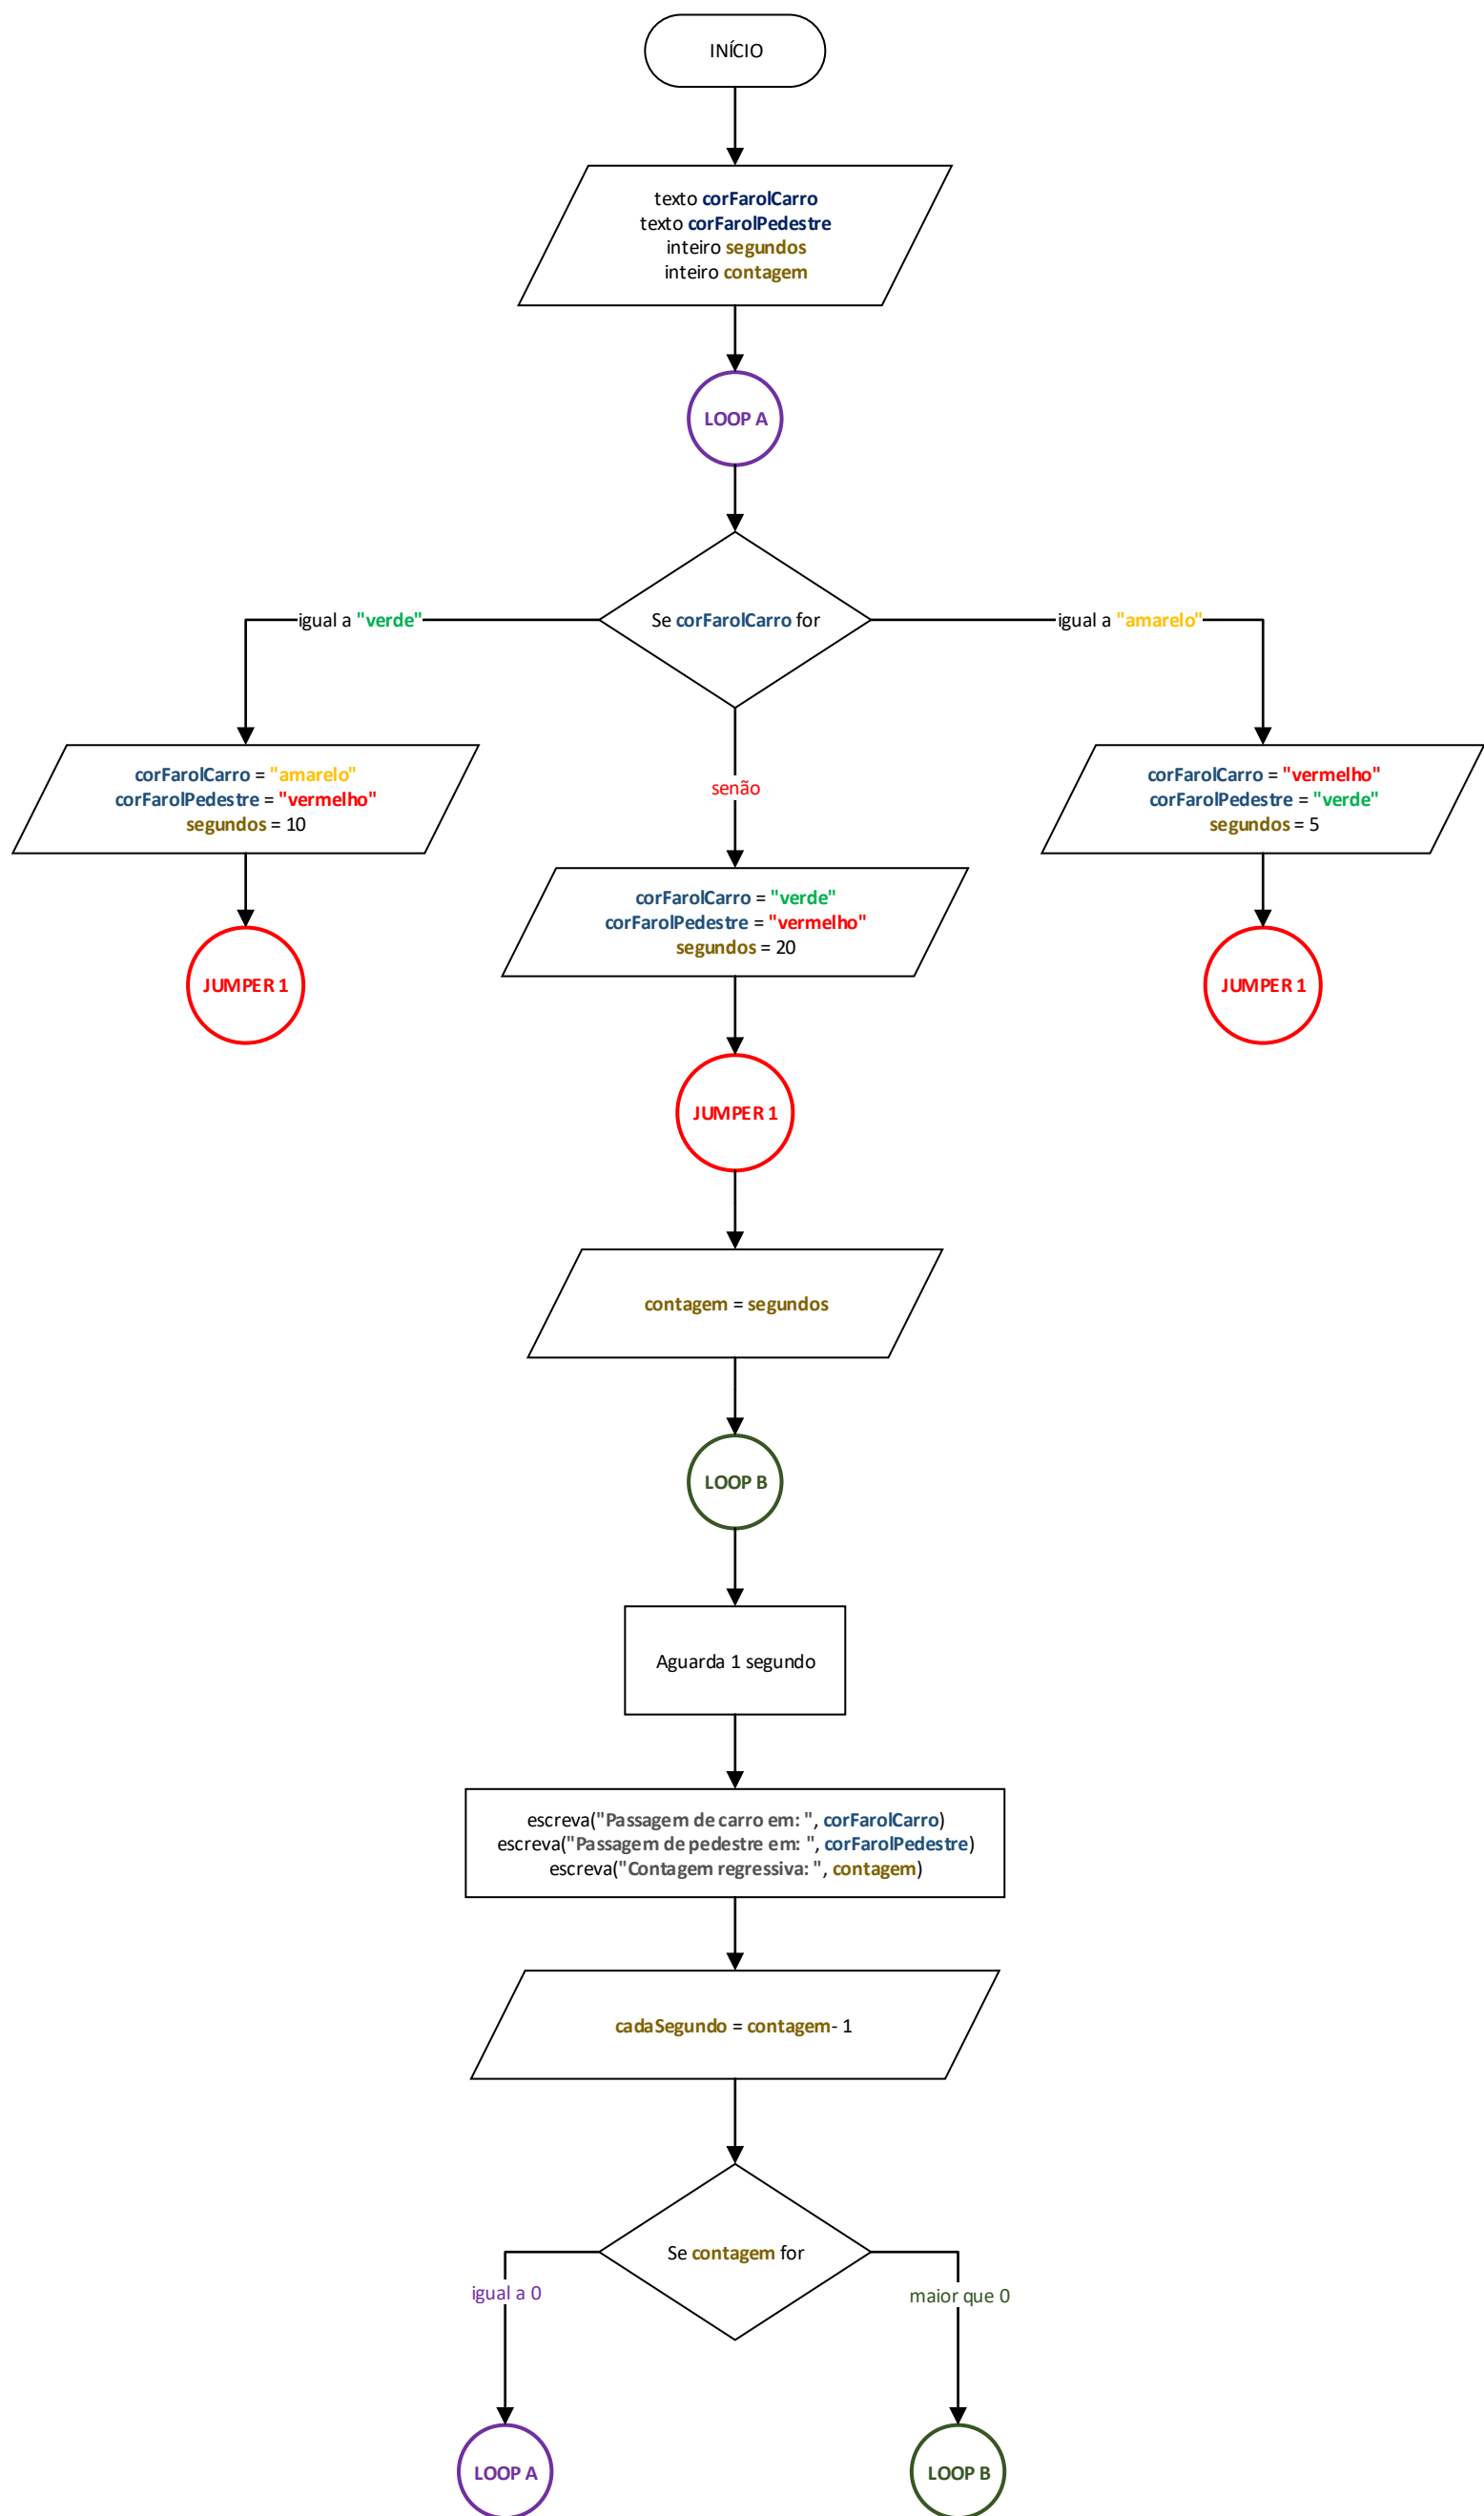 INÍCIO
texto corFarolCarro
texto corFarolPedestre
inteiro segundos
inteiro contagem
LOOP A
Se corFarolCarro for
igual a "verde"
igual a "amarelo"
corFarolCarro = "amarelo"
corFarolPedestre = "vermelho"
segundos = 10
JUMPER 1
senão
corFarolCarro = "verde"
corFarolPedestre = "vermelho"
segundos = 20
corFarolCarro = "vermelho"
corFarolPedestre = "verde"
segundos = 5
JUMPER 1
JUMPER 1
contagem = segundos
LOOP B
Aguarda 1 segundo
escreva("Passagem de carro em: ", corFarolCarro)
escreva("Passagem de pedestre em: ", corFarolPedestre)
escreva("Contagem regressiva: ", contagem)
cadaSegundo = contagem- 1
Se contagem for
igual a 0
maior que 0
LOOP A
LOOP B